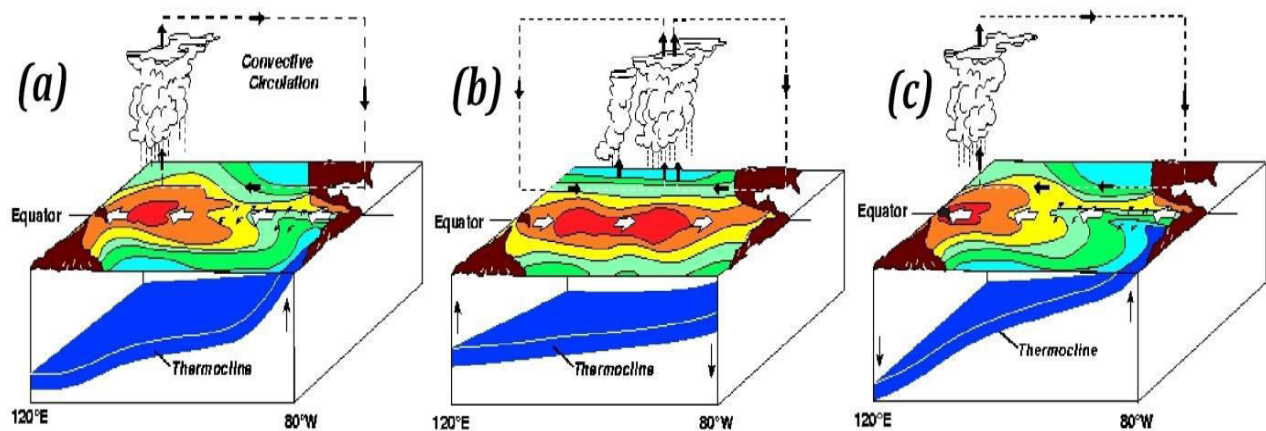 (a)
Convective
Circulation
Equator
Thermocline
120°E
80°W
(b)
Equator
Thermocline
120°E
80°W
(c)
Equator
Thermocline
120°E
80°W